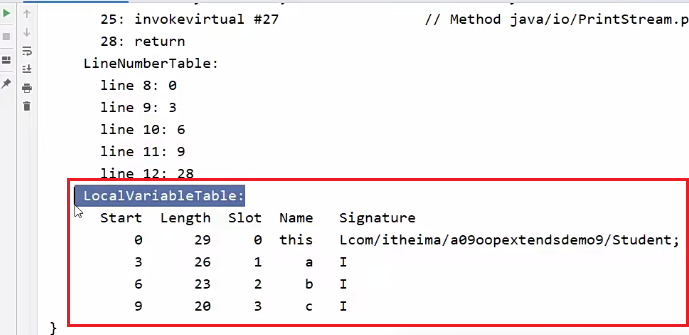 25: invokevirtual #27 // Method java/io/PrintStream.p
28: return
LineNumberTable:
line 8: 0
line 9: 3
line 10: 6
line 11: 9
line 12: 28
LocalVariableTable:
Start Length Slot Name Signature
0 29 0 this Lcom/itheima/a09oopextendsdemo9/Student;
3 26 1 a I
6 23 2 b I
9 20 3 c I
}